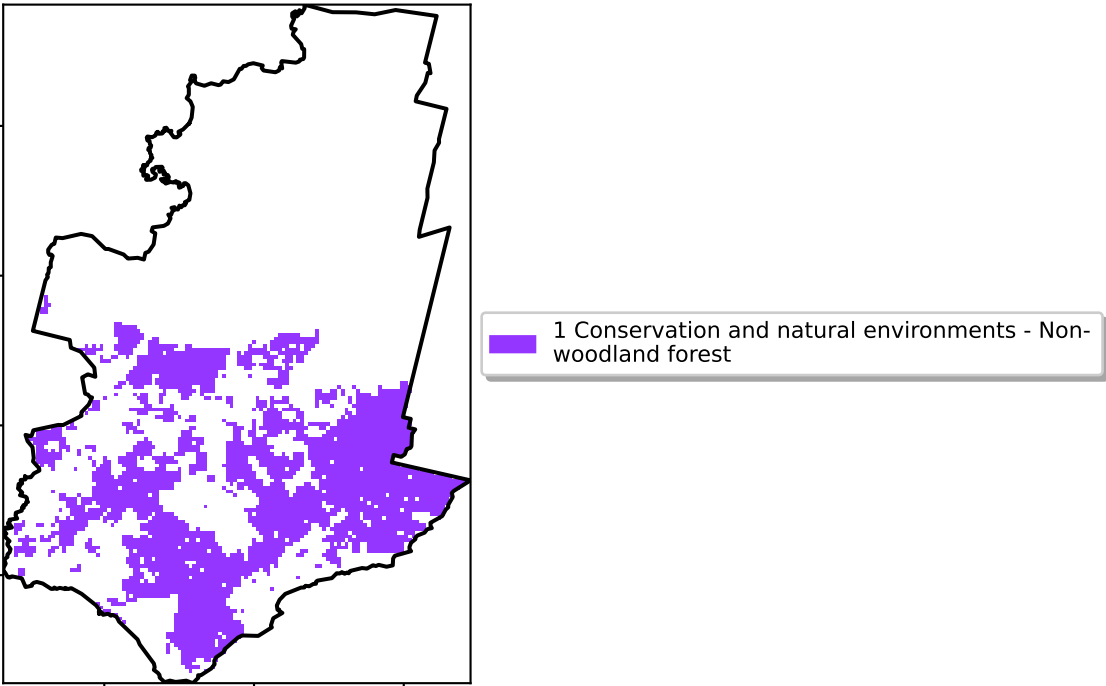 1 Conservation and natural environments - Non-
woodland forest